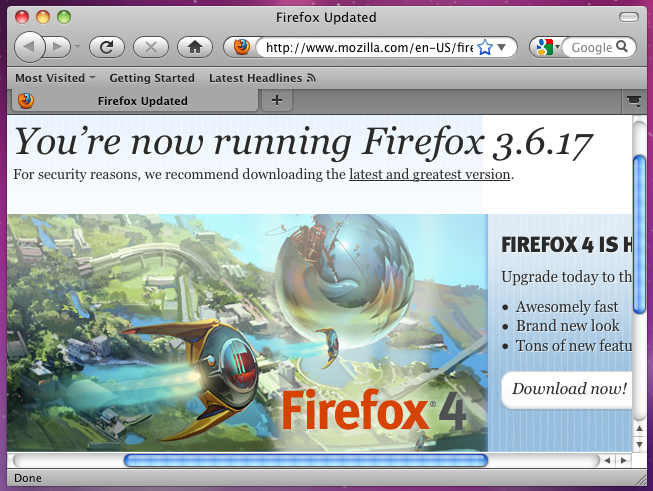 Firefox Updated
http://www.mozilla.com/en-US/fire
Google
Most Visited Getting Started Latest Headlines
Firefox Updated
You're now running Firefox 3.6.17
For security reasons, we recommend downloading the latest and greatest version.
FIREFOX 4 IS H
Upgrade today to th
• Awesomely fast
• Brand new look
• Tons of new featu
Download now!
Firefox® 4
Done